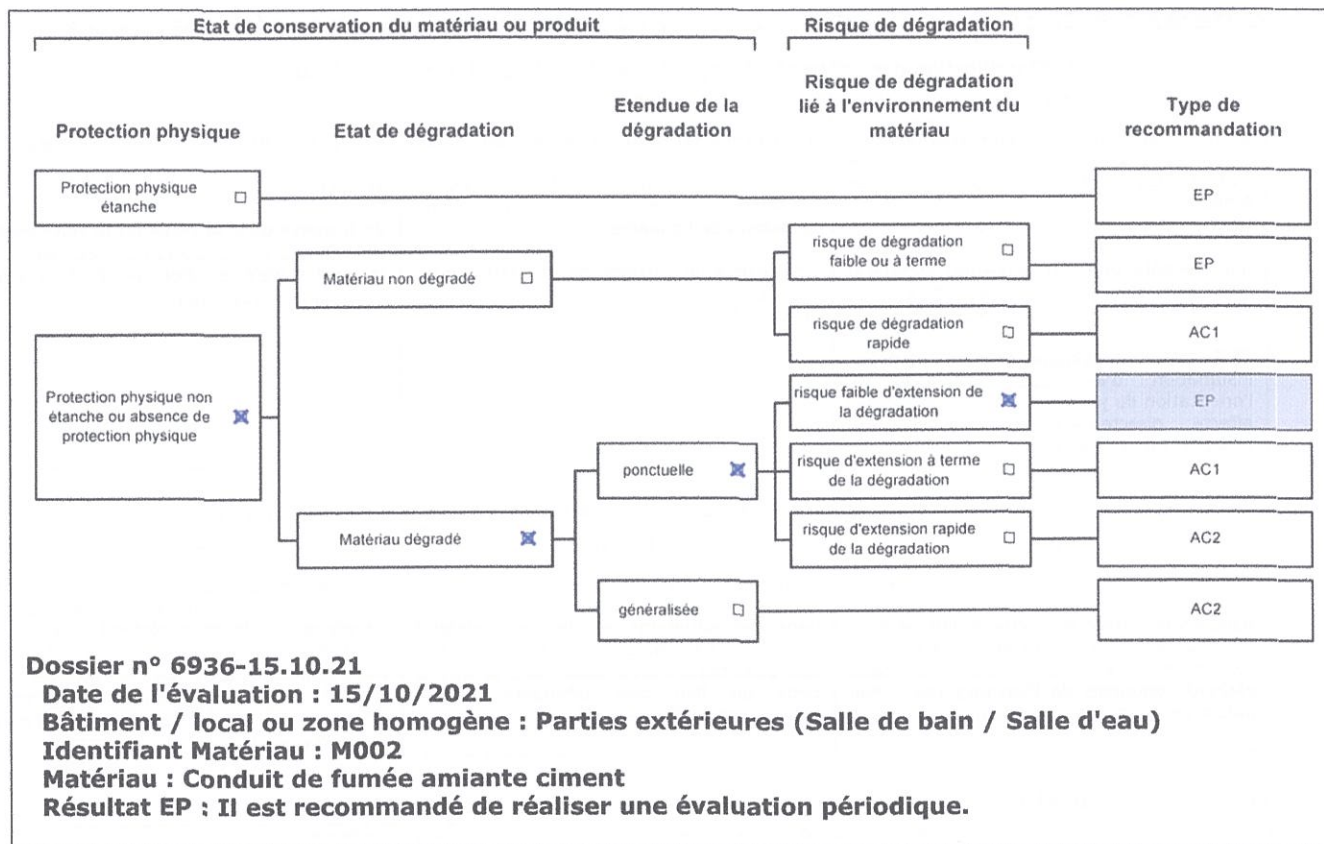 Etat de conservation du matériau ou produit
Risque de dégradation
Protection physique
Etat de dégradation
Etendue de la
dégradation
Risque de dégradation
lié à l'environnement du
matériau
Type de
recommandation
Protection physique
étanche
EP
Matériau non dégradé
risque de dégradation
faible ou à terme
EP
risque de dégradation
rapide
AC1
Protection physique non
étanche ou absence de
protection physique
risque faible d'extension de
la dégradation
EP
ponctuelle
risque d'extension à terme
de la dégradation
AC1
Matériau dégradé
risque d'extension rapide
de la dégradation
AC2
généralisée
AC2
Dossier n° 6936-15.10.21
Date de l'évaluation : 15/10/2021
Bâtiment / local ou zone homogène : Parties extérieures (Salle de bain / Salle d'eau)
Identifiant Matériau : M002
Matériau : Conduit de fumée amiante ciment
Résultat EP : Il est recommandé de réaliser une évaluation périodique.